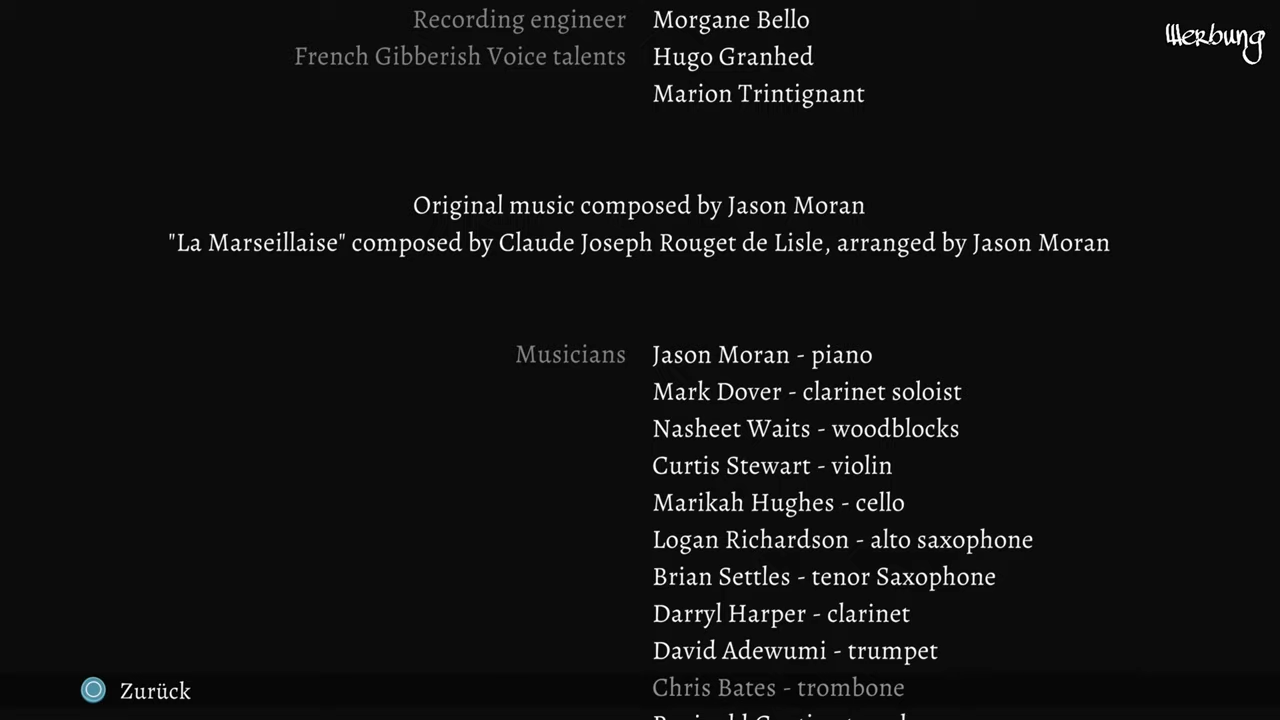 Recording engineer Morgane Bello
Werbung
French Gibberish Voice talents Hugo Granhed
Marion Trintignant
Original music composed by Jason Moran
"La Marseillaise" composed by Claude Joseph Rouget de Lisle, arranged by Jason Moran
Musicians Jason Moran - piano
Mark Dover - clarinet soloist
Nasheet Waits - woodblocks
Curtis Stewart - violin
Marikah Hughes - cello
Logan Richardson - alto saxophone
Brian Settles - tenor Saxophone
Darryl Harper - clarinet
David Adewumi - trumpet
Chris Bates - trombone
Zurück